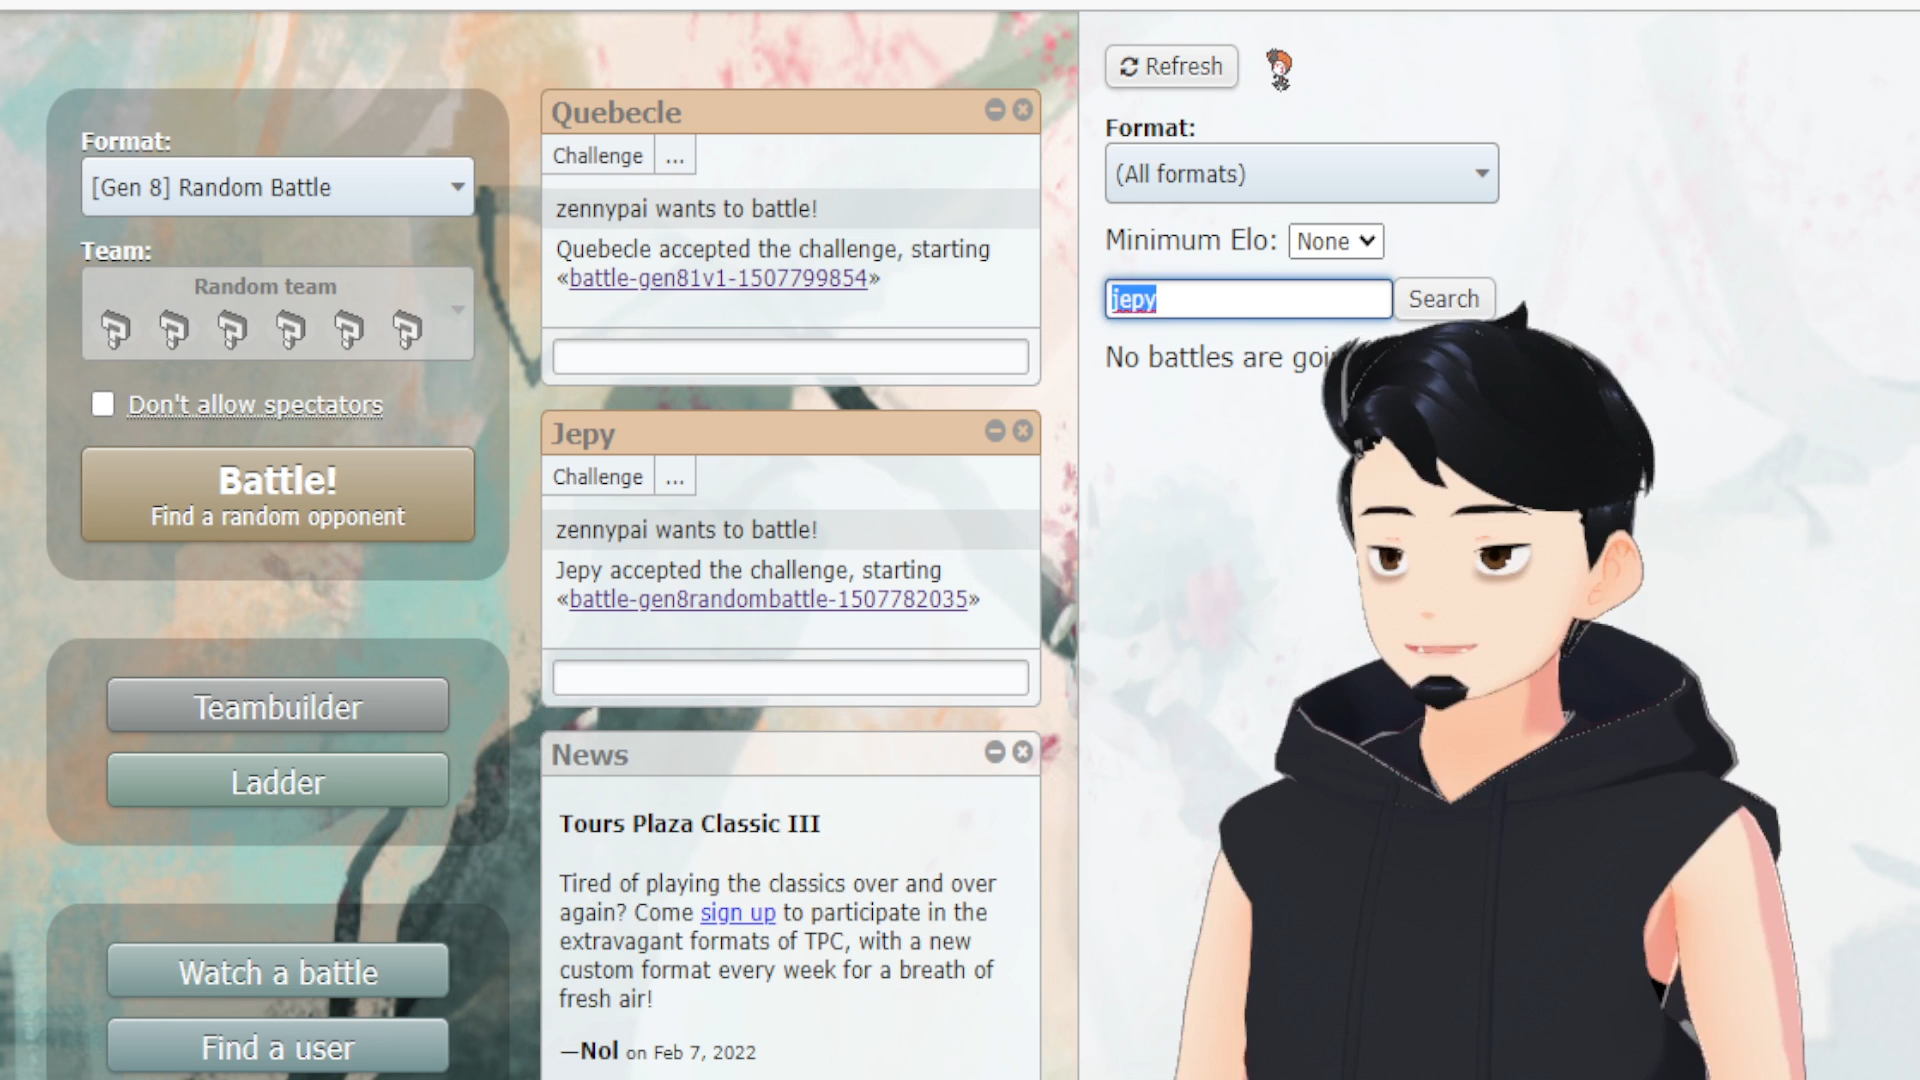 Format:
[Gen 8] Random Battle
Team:
Random team
Don't allow spectators
Battle!
Find a random opponent
Teambuilder
Ladder
Watch a battle
Find a user
Quebecle
Challenge ...
zennypai wants to battle!
Quebecle accepted the challenge, starting
«battle-gen81v1-1507799854»
Jepy
Challenge ...
zennypai wants to battle!
Jepy accepted the challenge, starting
«battle-gen8randombattle-1507782035»
News
Tours Plaza Classic III
Tired of playing the classics over and over
again? Come sign up to participate in the
extravagant formats of TPC, with a new
custom format every week for a breath of
fresh air!
—Nol on Feb 7, 2022
Refresh
Format:
(All formats)
Minimum Elo: None
jepy Search
No battles are